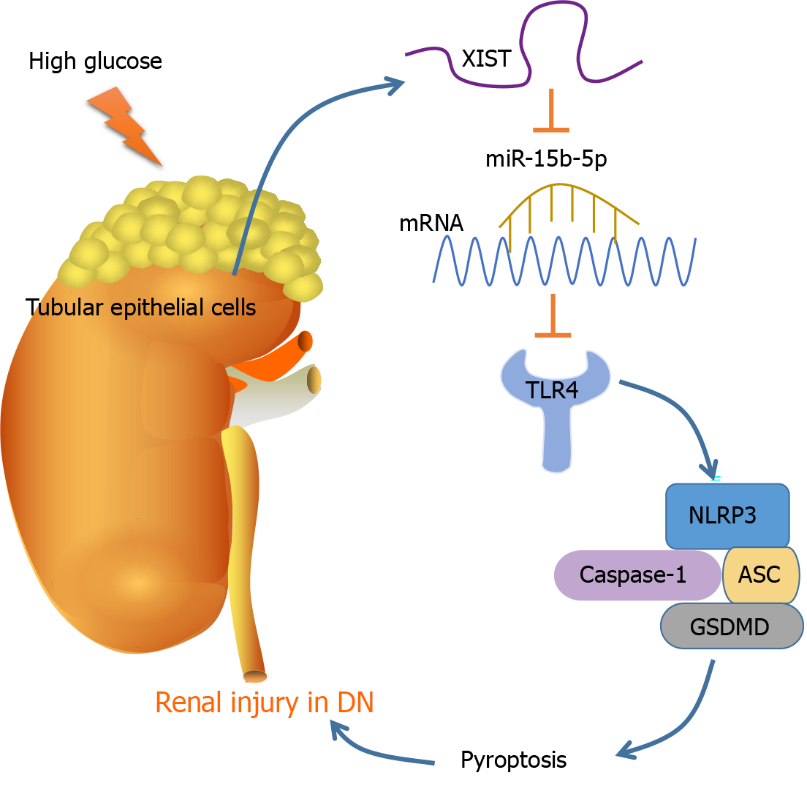 High glucose
XIST
miR-15b-5p
mRNA
Tubular epithelial cells
TLR4
NLRP3
Caspase-1
ASC
GSDMD
Renal injury in DN
Pyroptosis